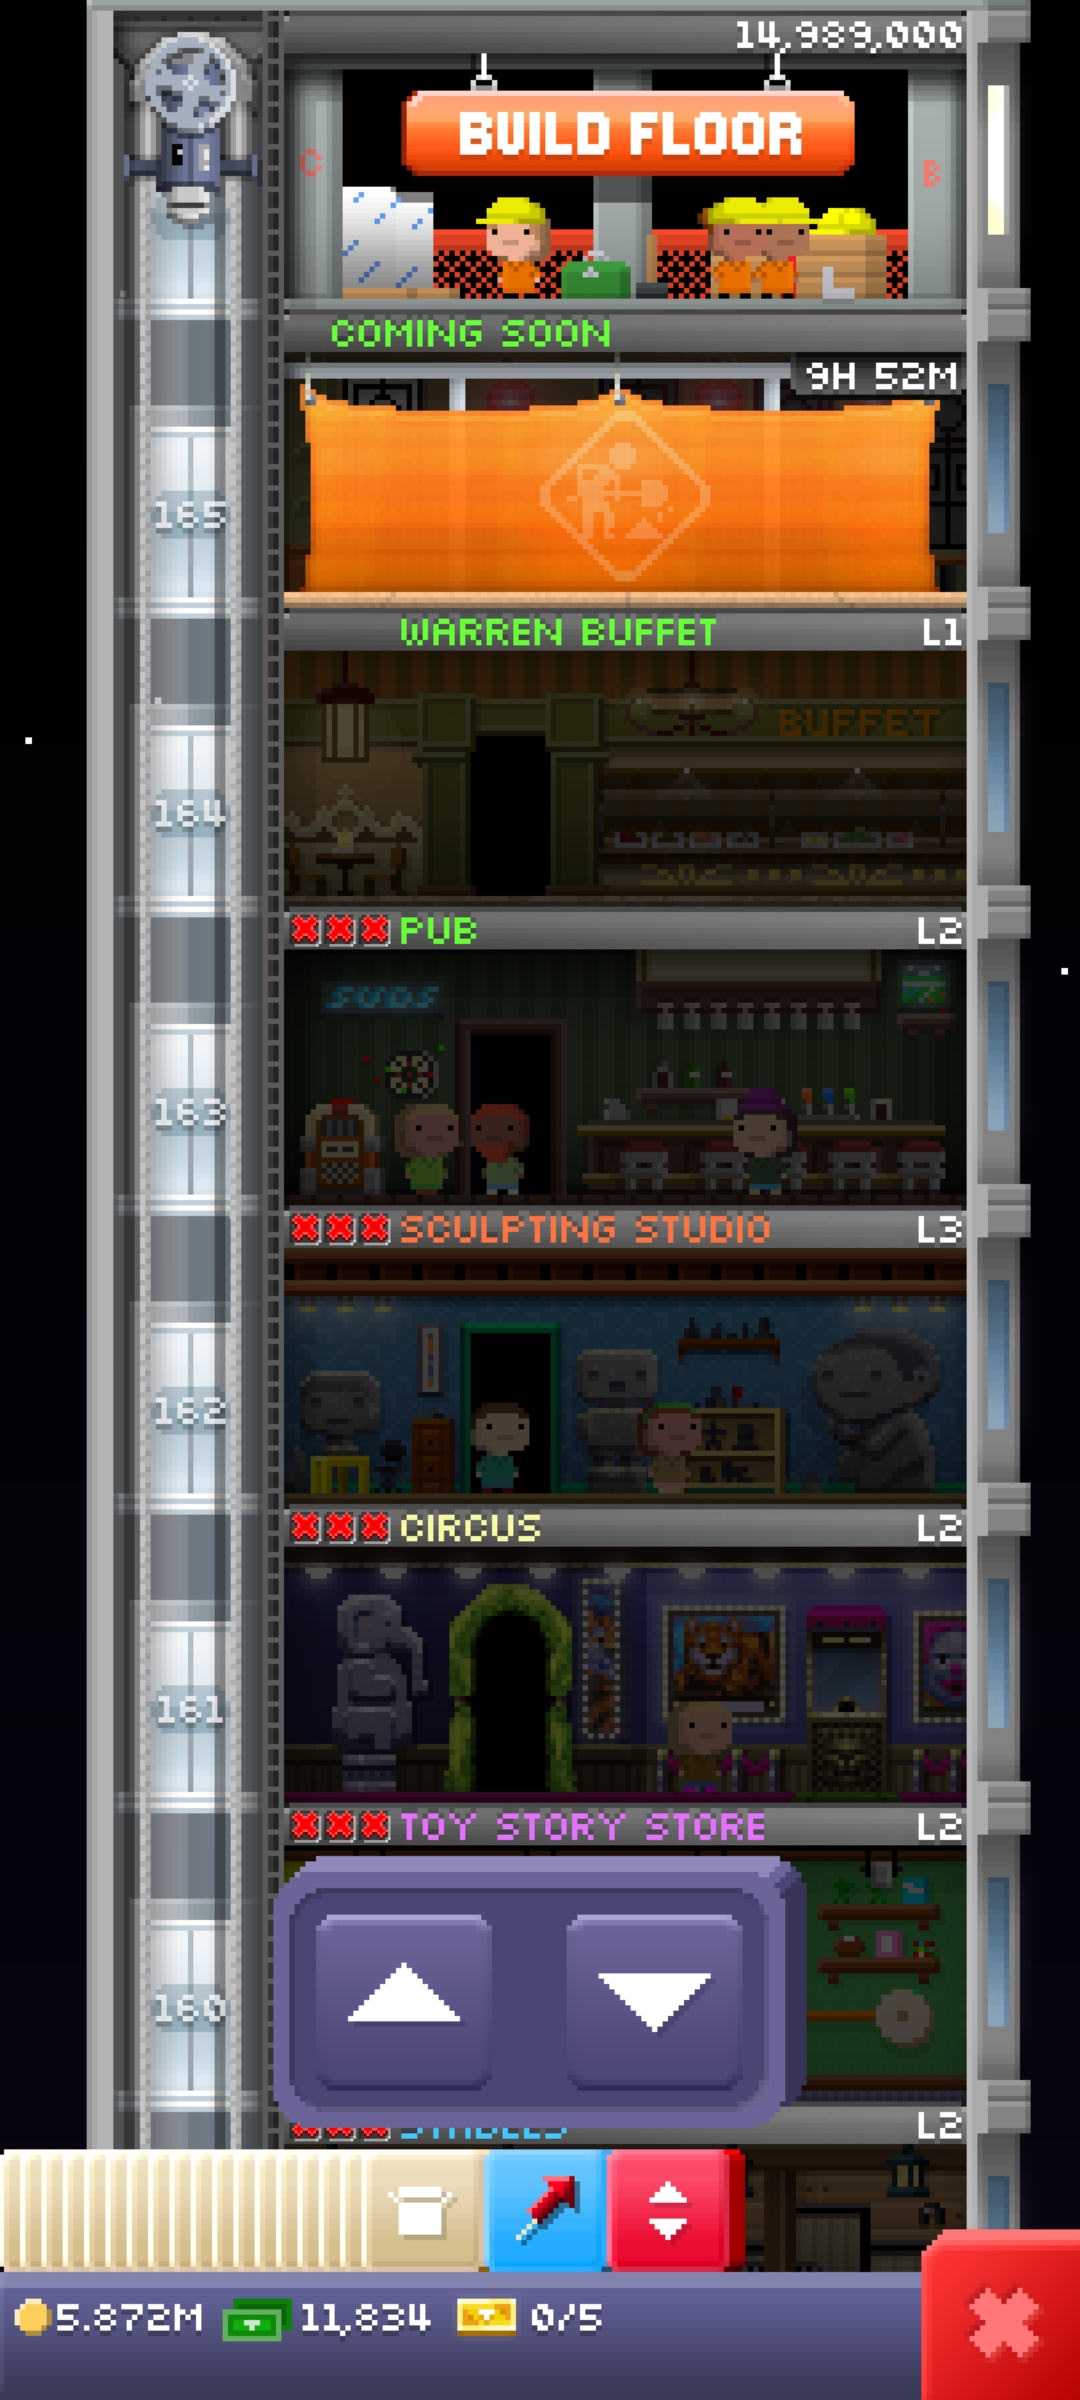 14,989,000
BUILD FLOOR
C
B
COMING SOON
9H 52M
165
WARREN BUFFET L1
BUFFET
164
PUB L2
SUDS
163
SCULPTING STUDIO L3
162
CIRCUS L2
161
TOY STORY STORE L2
160
STABLES L2
5.872M 11,834 0/5